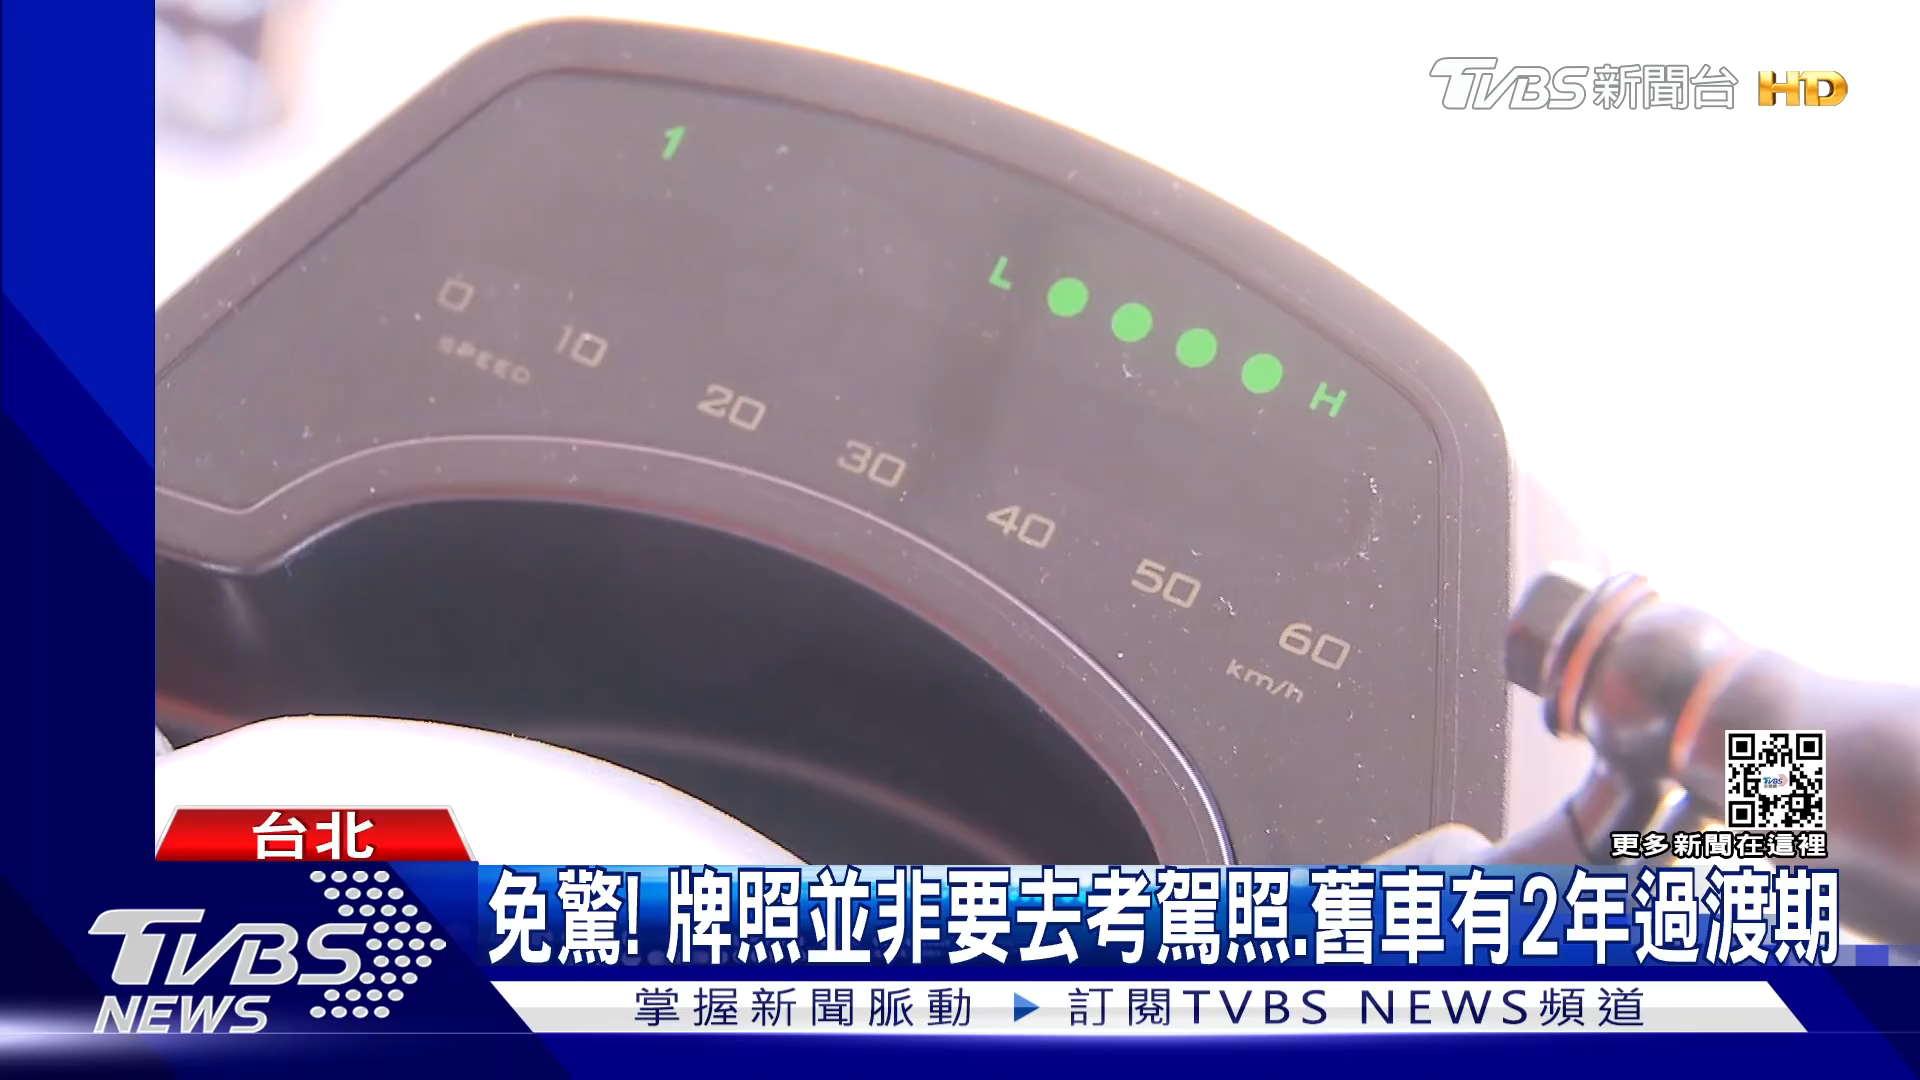 TVBS新聞台 HD
1
L H
0 10 20 30 40 50 60
SPEED
km/h
TVBS
更多新聞在這裡
台北
免驚! 牌照並非要去考駕照.舊車有2年過渡期
TVBS
NEWS
掌握新聞脈動 訂閱TVBS NEWS頻道